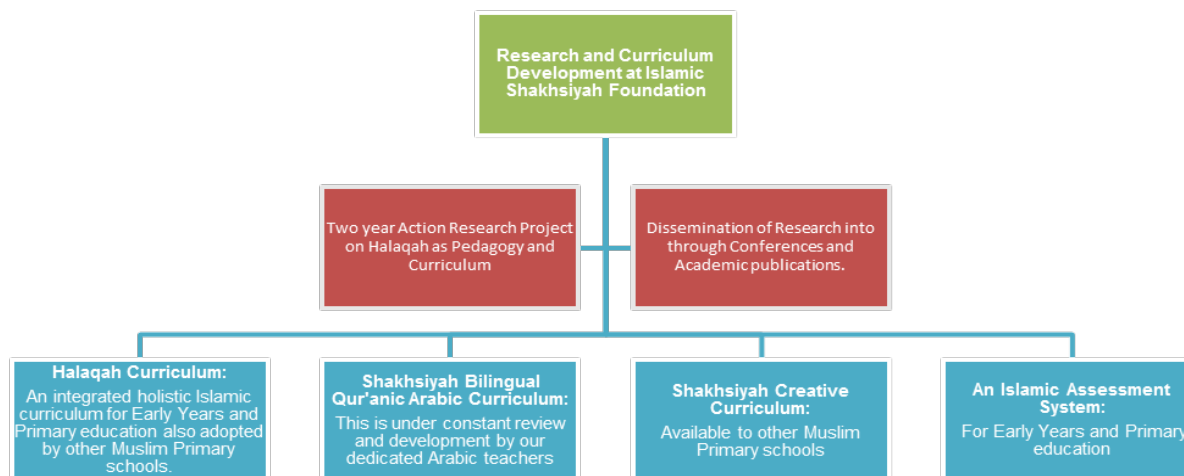 Research and Curriculum
Development at Islamic
Shakhsiyah Foundation
Two year Action Research Project
on Halaqah as Pedagogy and
Curriculum
Dissemination of Research into
through Conferences and
Academic publications.
Halaqah Curriculum:
An integrated holistic Islamic
curriculum for Early Years and
Primary education also adopted
by other Muslim Primary
schools.
Shakhsiyah Bilingual
Qur'anic Arabic Curriculum:
This is under constant review
and development by our
dedicated Arabic teachers
Shakhsiyah Creative
Curriculum:
Available to other Muslim
Primary schools
An Islamic Assessment
System:
For Early Years and Primary
education